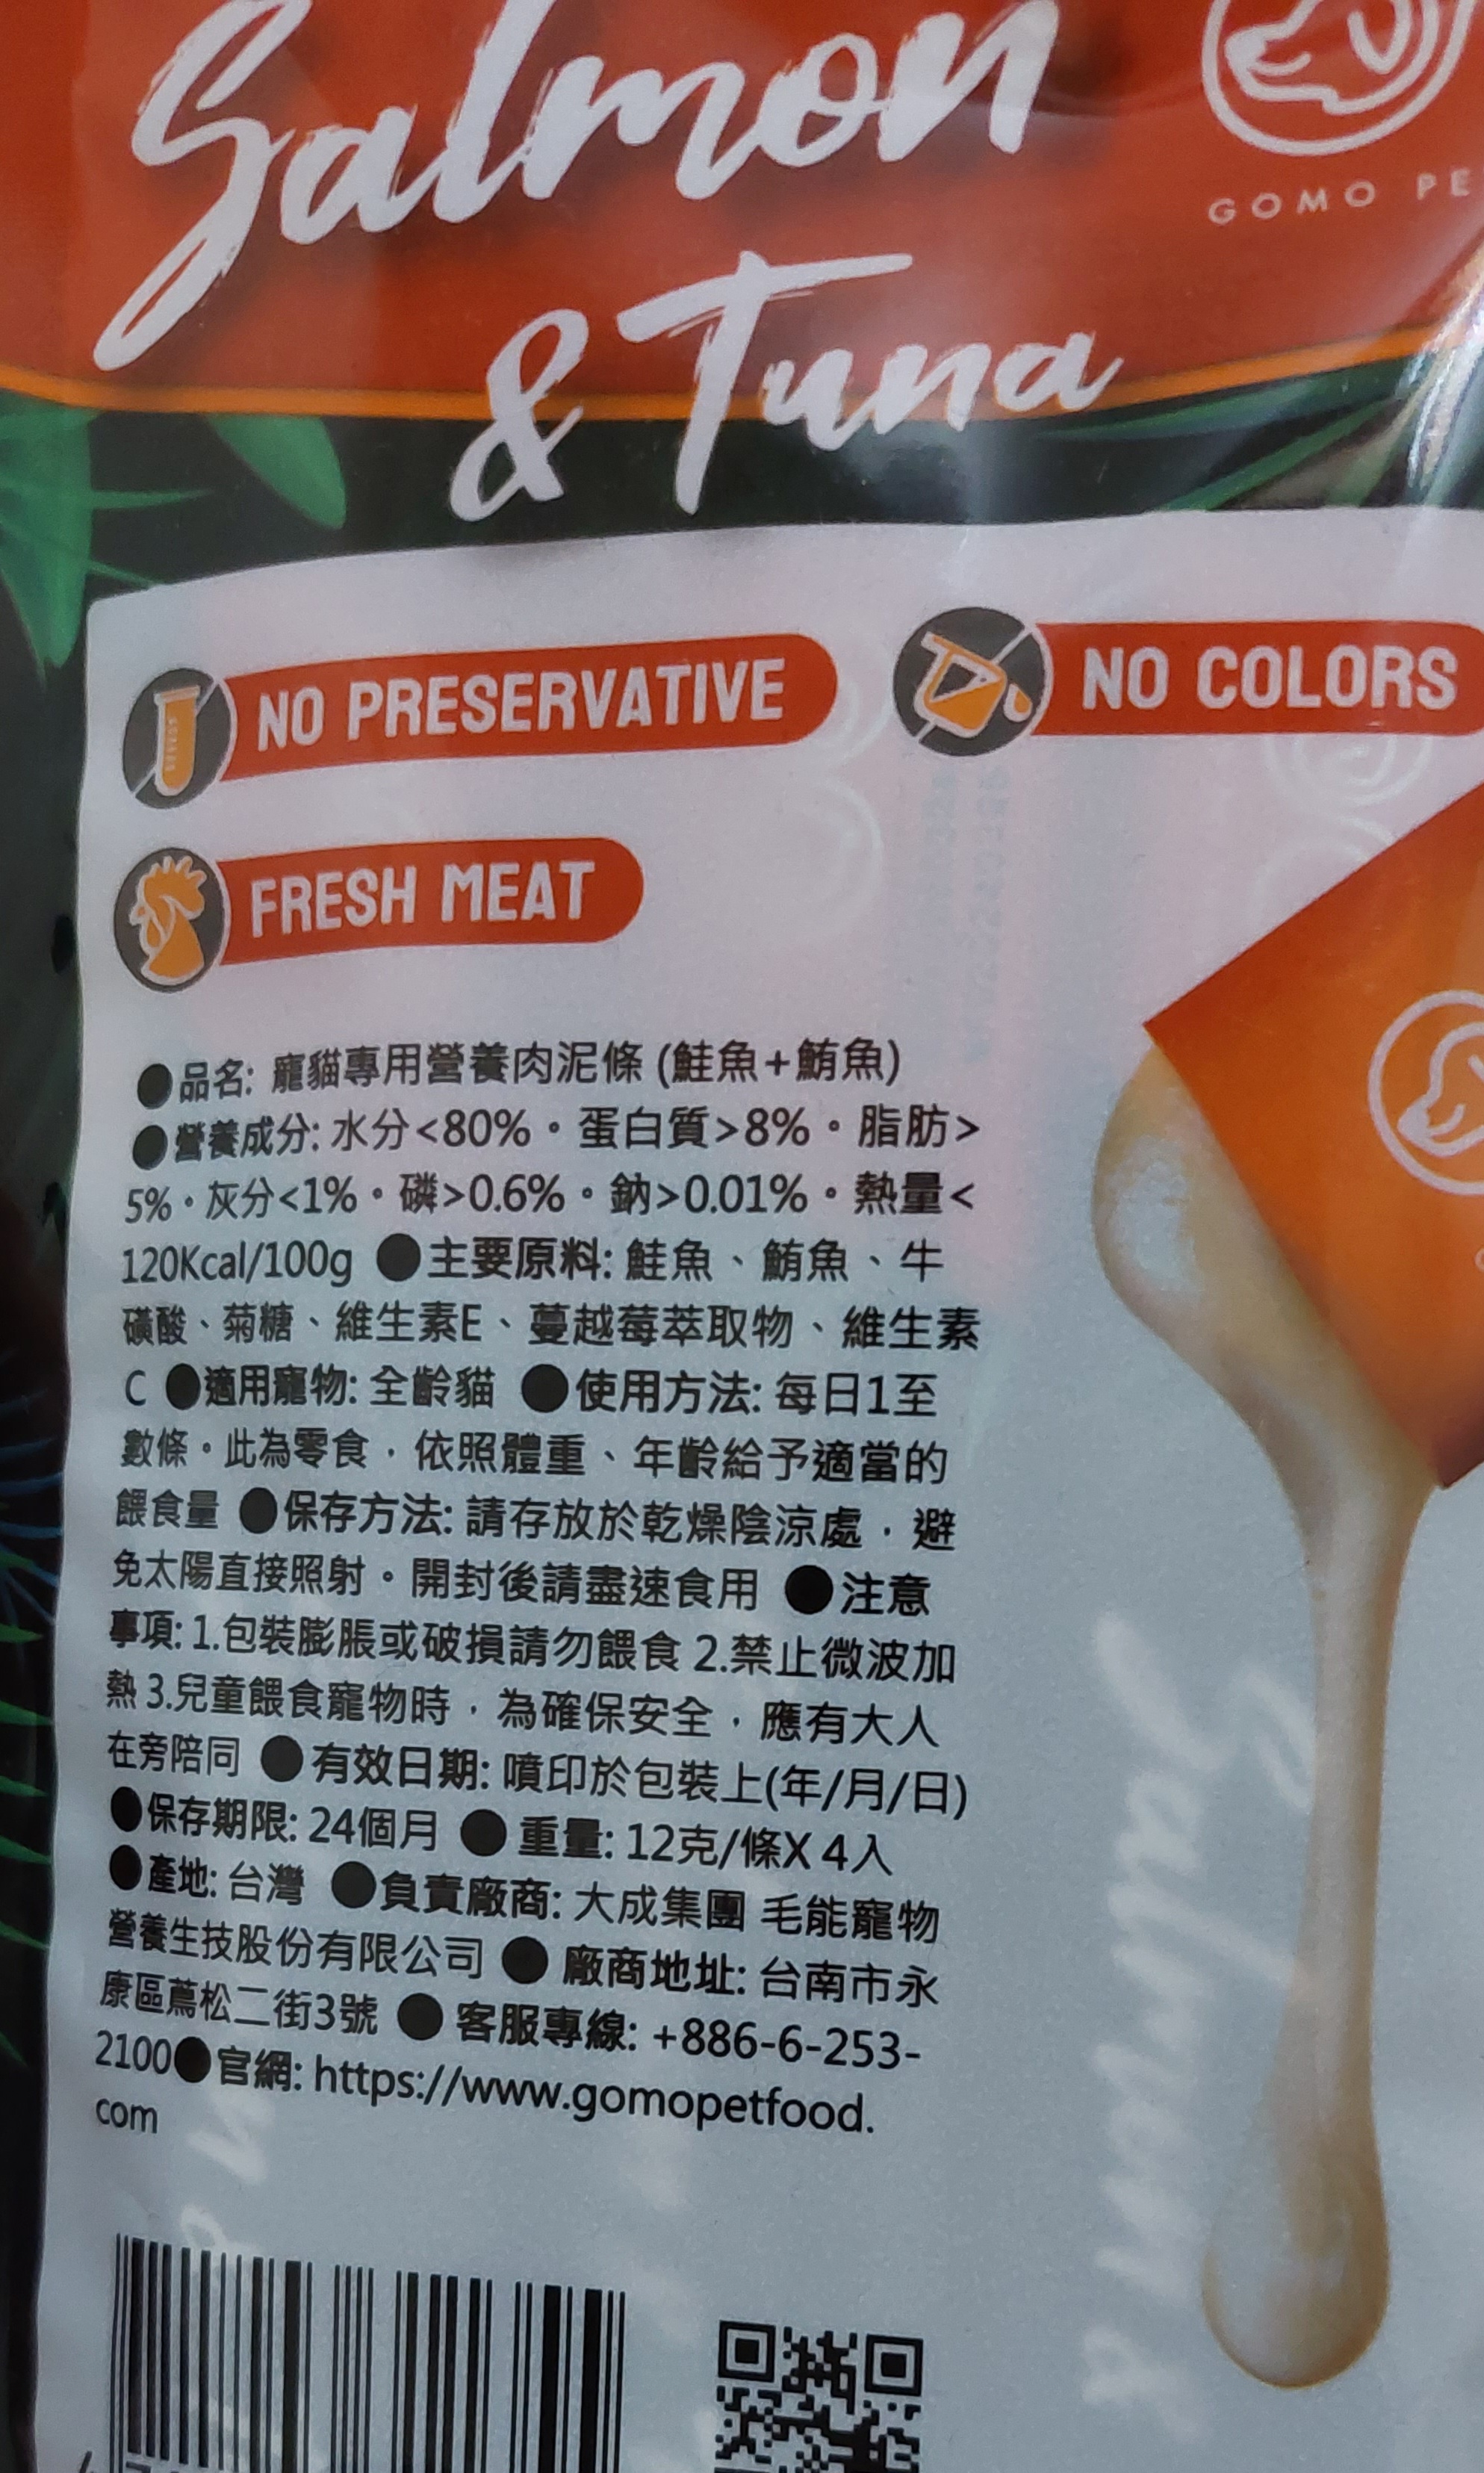 Salmon
GOMO PE
& Tuna
NO PRESERVATIVE
NO COLORS
FRESH MEAT
●品名: 寵貓專用營養肉泥條 (鮭魚+鮪魚)
●營養成分: 水分<80%。蛋白質>8%。脂肪>
5%。灰分<1%。磷>0.6%。鈉>0.01%。熱量<
120Kcal/100g ●主要原料: 鮭魚、鮪魚、牛
磺酸、菊糖、維生素E、蔓越莓萃取物、維生素
C ●適用寵物: 全齡貓 ●使用方法: 每日1至
數條。此為零食，依照體重、年齡給予適當的
餵食量 ●保存方法: 請存放於乾燥陰涼處，避
免太陽直接照射。開封後請盡速食用 ●注意
事項: 1.包裝膨脹或破損請勿餵食 2.禁止微波加
熱 3.兒童餵食寵物時，為確保安全，應有大人
在旁陪同 ●有效日期: 噴印於包裝上(年/月/日)
●保存期限: 24個月 ●重量: 12克/條X 4入
●產地: 台灣 ●負責廠商: 大成集團 毛能寵物
營養生技股份有限公司 ●廠商地址: 台南市永
康區蔦松二街3號 ●客服專線: +886-6-253-
2100●官網: https://www.gomopetfood.
com